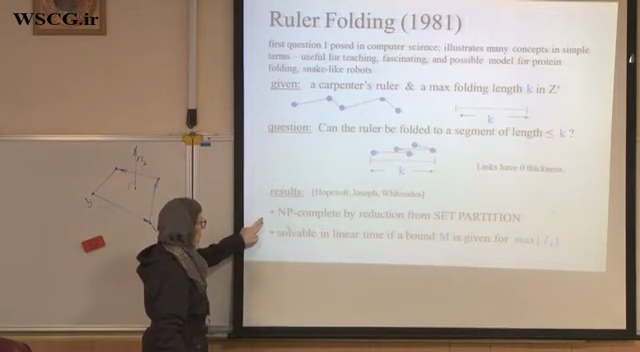 WSCG.ir
Ruler Folding (1981)
first question I posed in computer science; illustrates many concepts in simple
terms – useful for teaching, fascinating, and possible model for protein
folding, snake-like robots
given: a carpenter's ruler & a max folding length k in Z⁺
k
question: Can the ruler be folded to a segment of length ≤ k ?
k
Links have 0 thickness.
results: [Hopcroft, Joseph, Whitesides]
• NP-complete by reduction from SET PARTITION
• solvable in linear time if a bound M is given for max{ lᵢ }